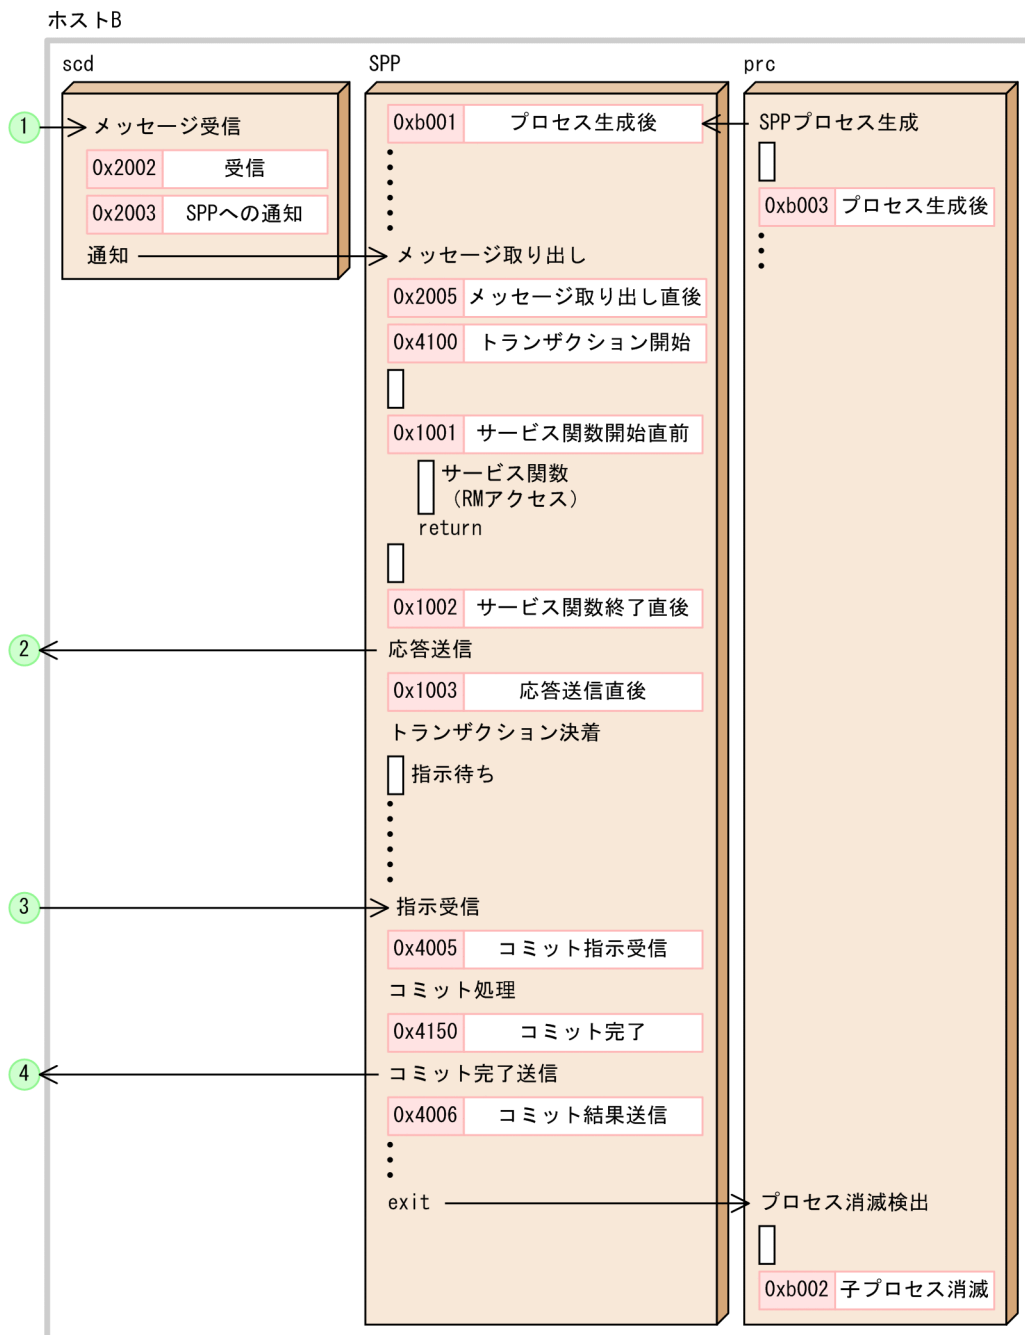 ホストB
scd
SPP
prc
1
メッセージ受信
0x2002 受信
0x2003 SPPへの通知
通知
0xb001 プロセス生成後
メッセージ取り出し
0x2005 メッセージ取り出し直後
0x4100 トランザクション開始
0x1001 サービス関数開始直前
サービス関数
（RMアクセス）
return
0x1002 サービス関数終了直後
2
応答送信
0x1003 応答送信直後
トランザクション決着
指示待ち
3
指示受信
0x4005 コミット指示受信
コミット処理
0x4150 コミット完了
4
コミット完了送信
0x4006 コミット結果送信
exit
SPPプロセス生成
0xb003 プロセス生成後
プロセス消滅検出
0xb002 子プロセス消滅